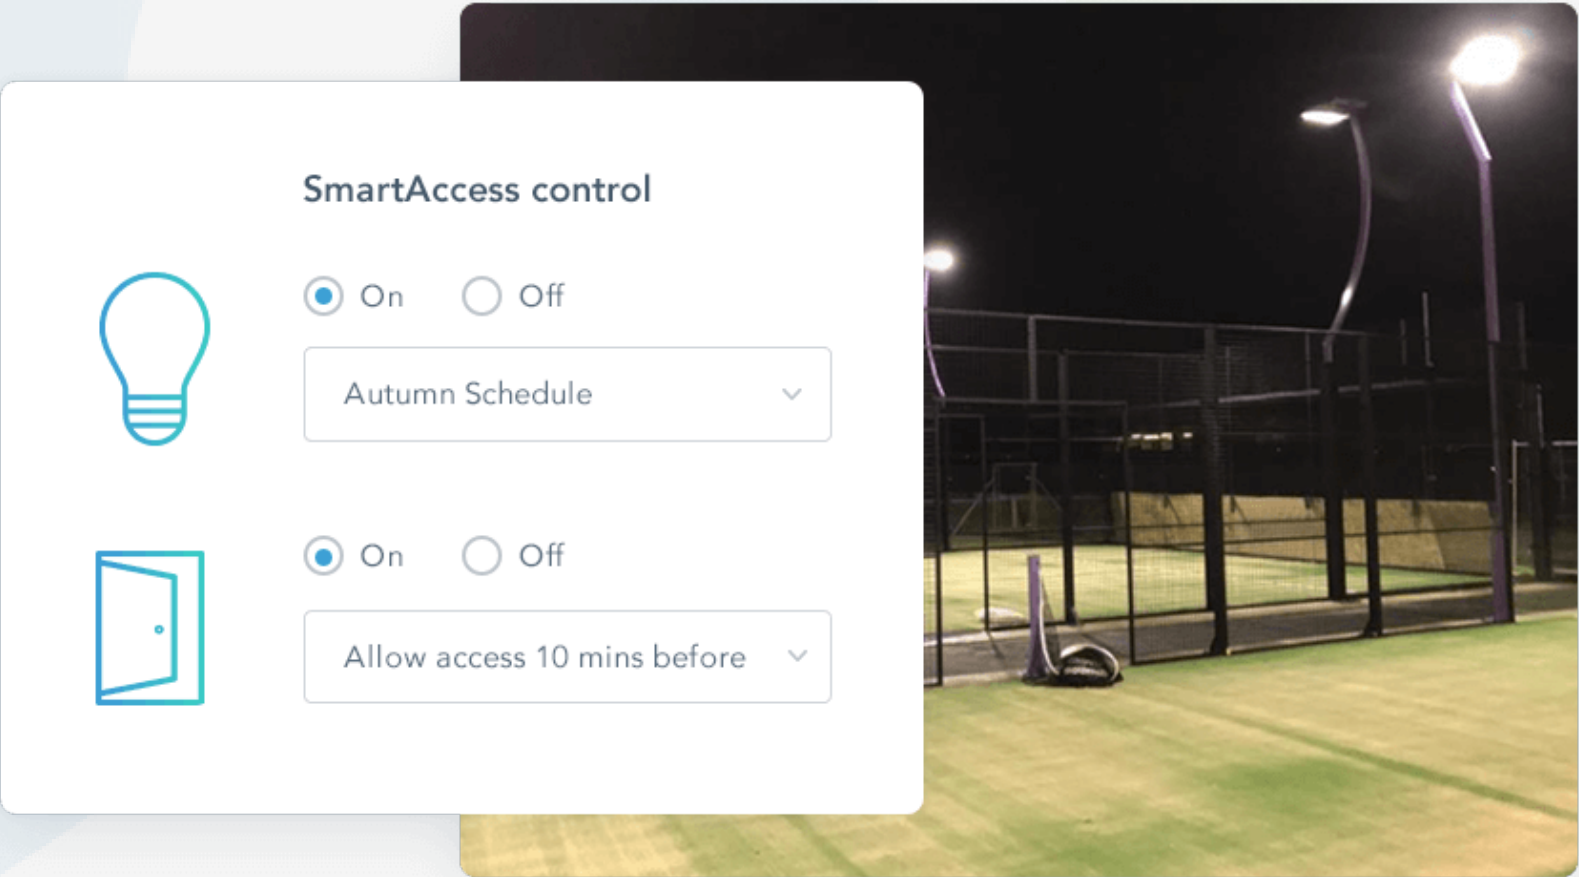 SmartAccess control
On Off
Autumn Schedule
On Off
Allow access 10 mins before